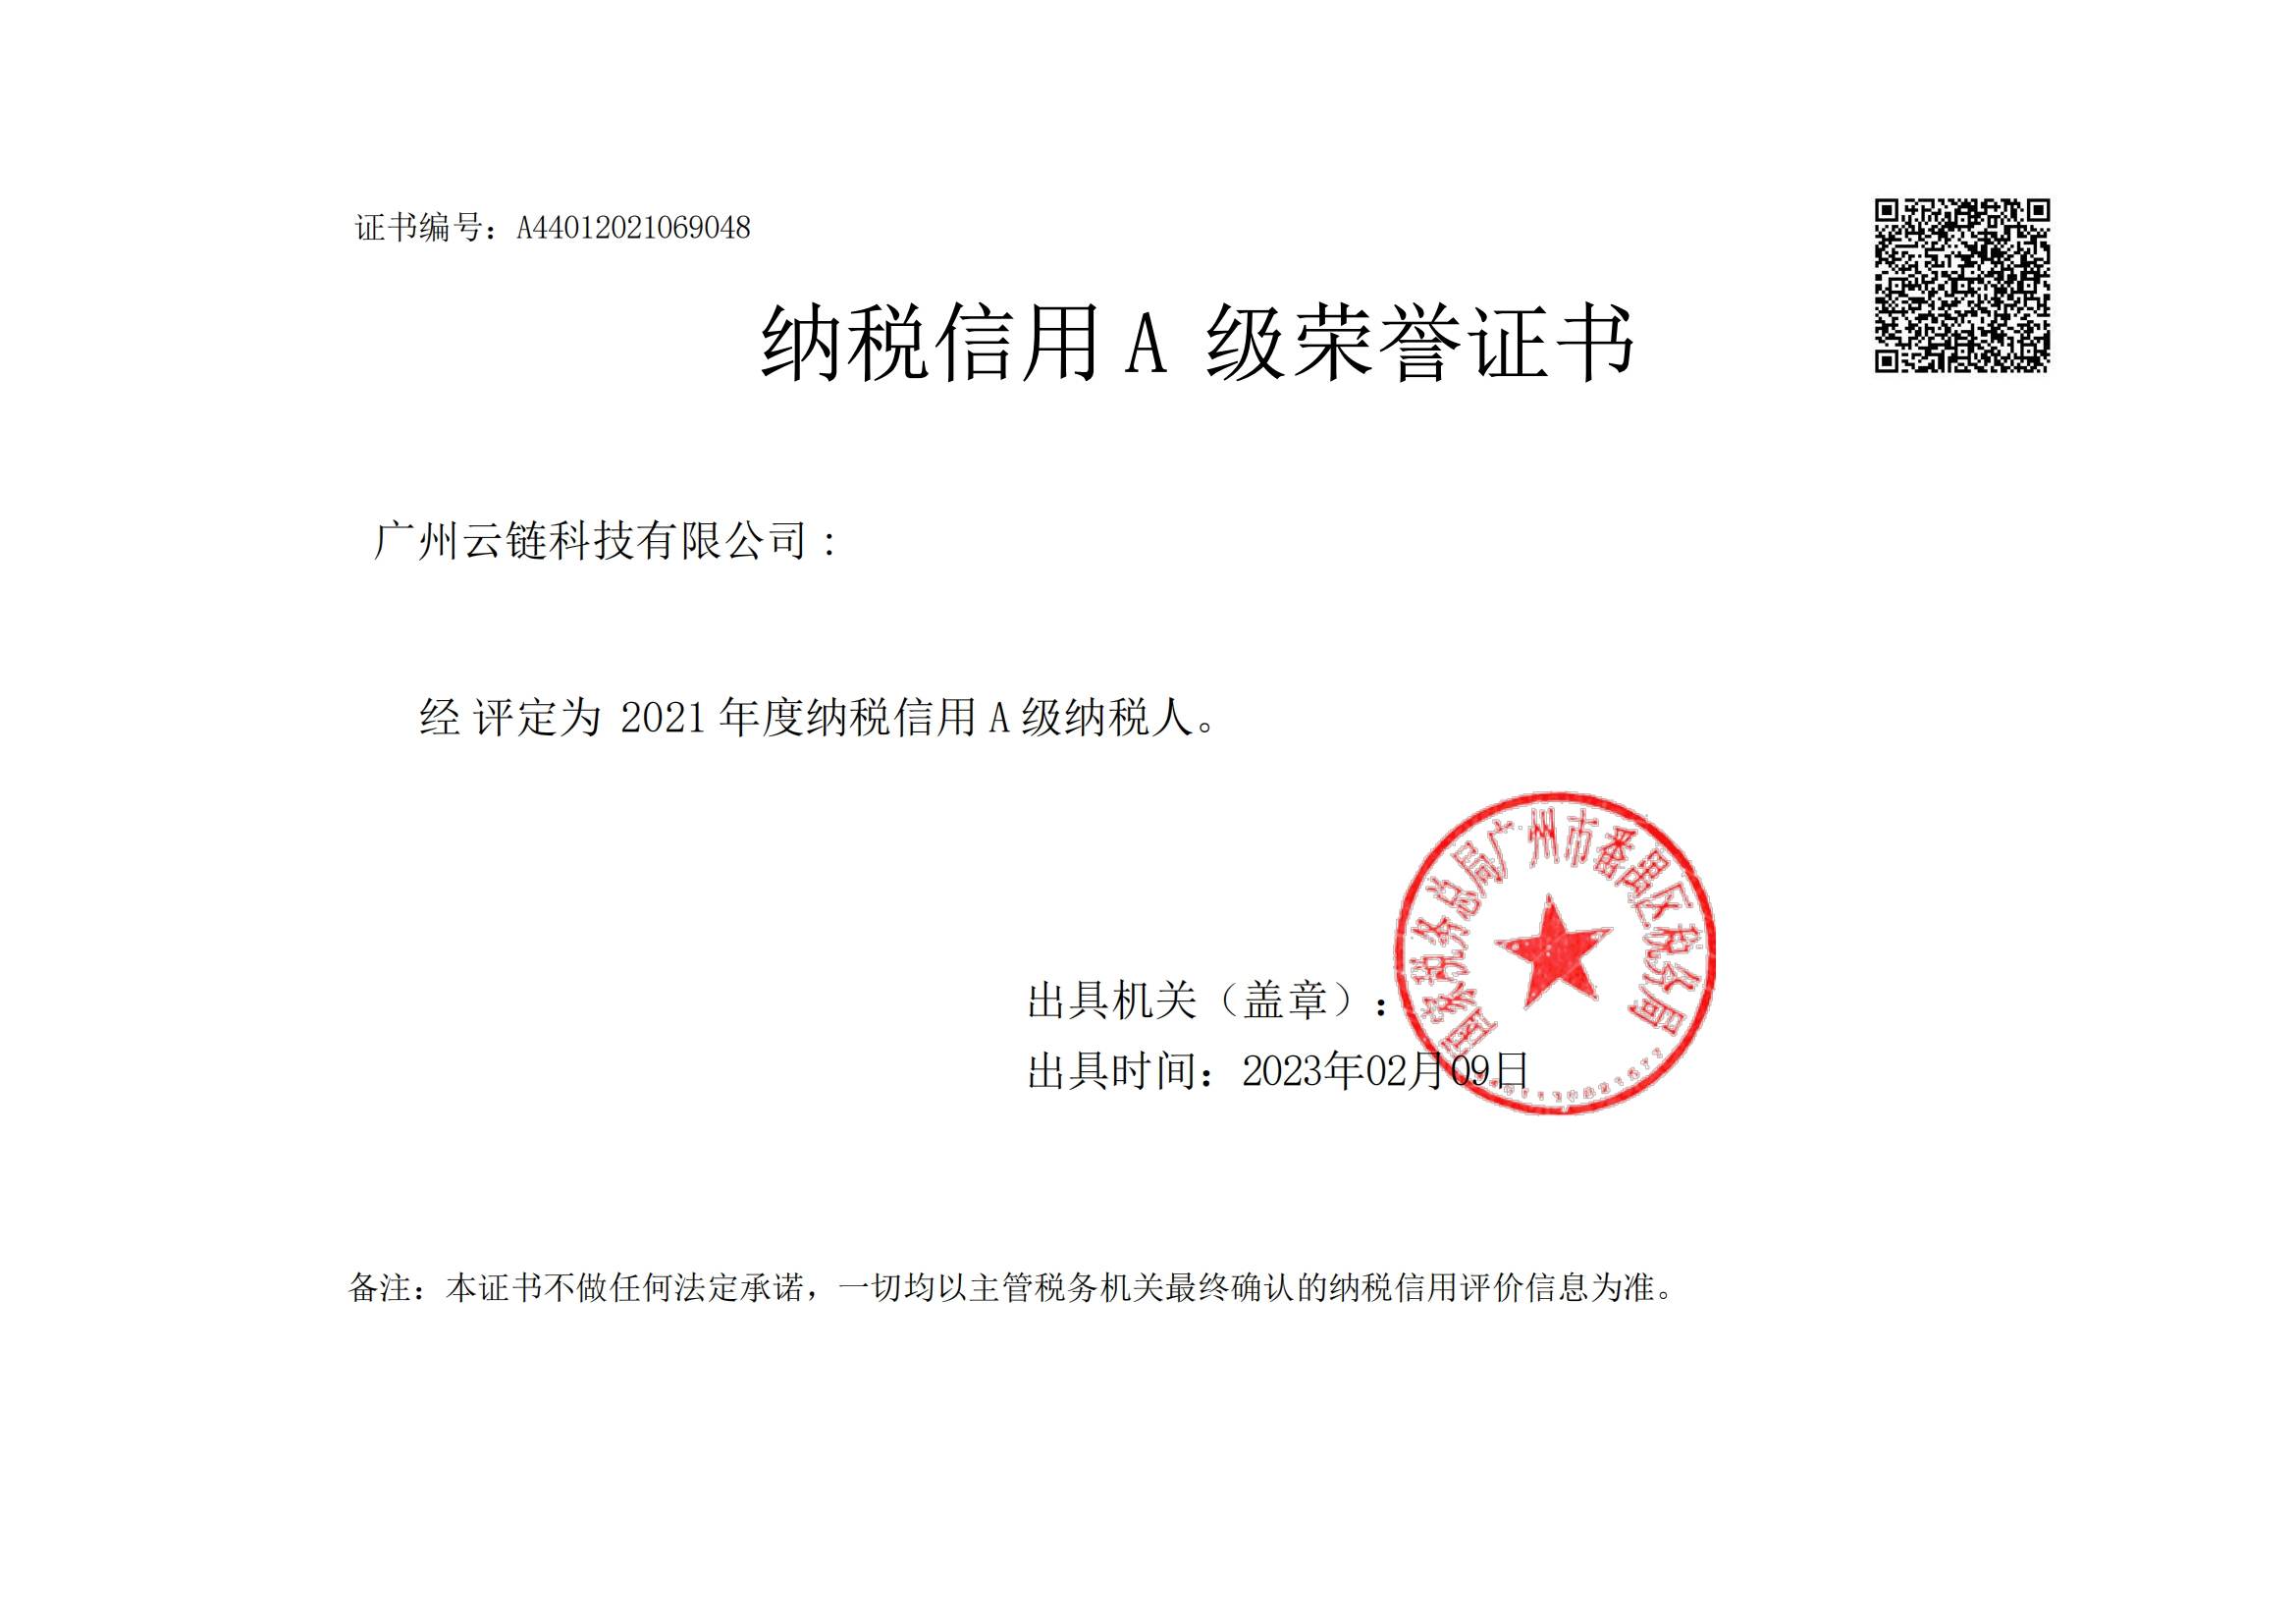 证书编号：A44012021069048
纳税信用A 级荣誉证书
广州云链科技有限公司：
经 评定为 2021 年度纳税信用 A 级纳税人。
国家税务总局广州市番禺区税务局
出具机关（盖章）：
出具时间：2023年02月09日
备注：本证书不做任何法定承诺，一切均以主管税务机关最终确认的纳税信用评价信息为准。